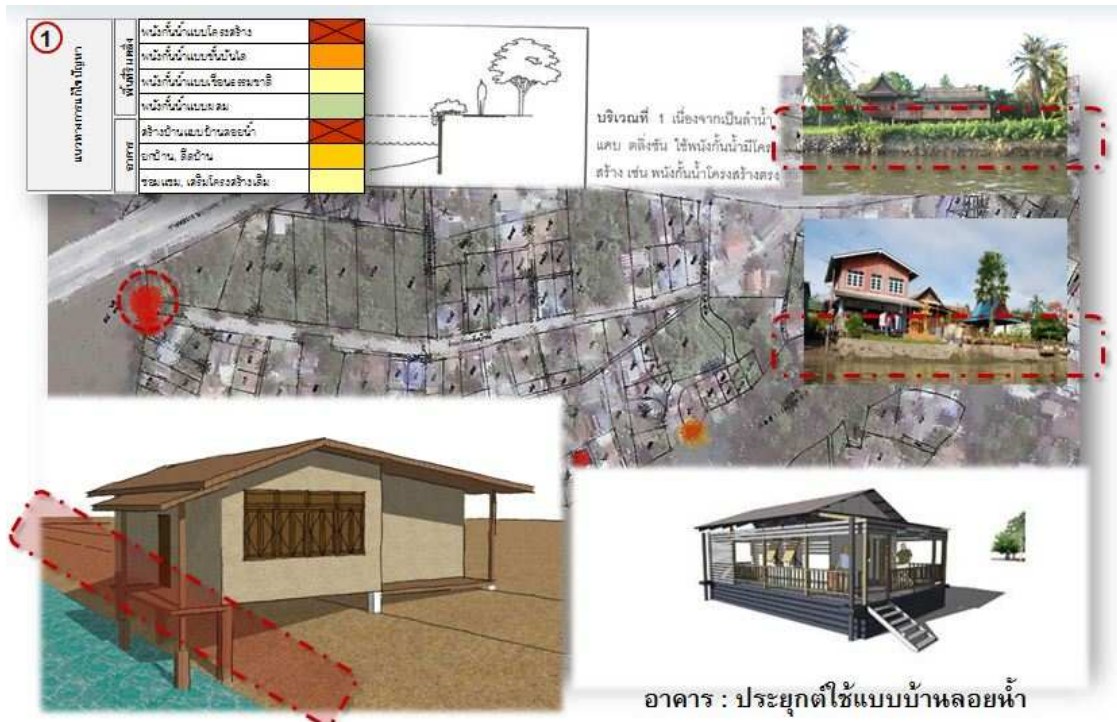 1
แนวทางการแก้ไขปัญหา
พื้นที่ริมตลิ่ง
พนังกั้นน้ำแบบโครงสร้าง
พนังกั้นน้ำแบบขั้นบันได
พนังกั้นน้ำแบบเขื่อนธรรมชาติ
พนังกั้นน้ำแบบผสม
อาคาร
สร้างบ้านแบบบ้านลอยน้ำ
ยกบ้าน, ดีดบ้าน
ซ่อมแซม, เสริมโครงสร้างเดิม
บริเวณที่ 1 เนื่องจากเป็นลำน้ำ
แคบ ตลิ่งชัน ใช้พนังกั้นน้ำมีโครง
สร้าง เช่น พนังกั้นน้ำโครงสร้างตรง
อาคาร : ประยุกต์ใช้แบบบ้านลอยน้ำ